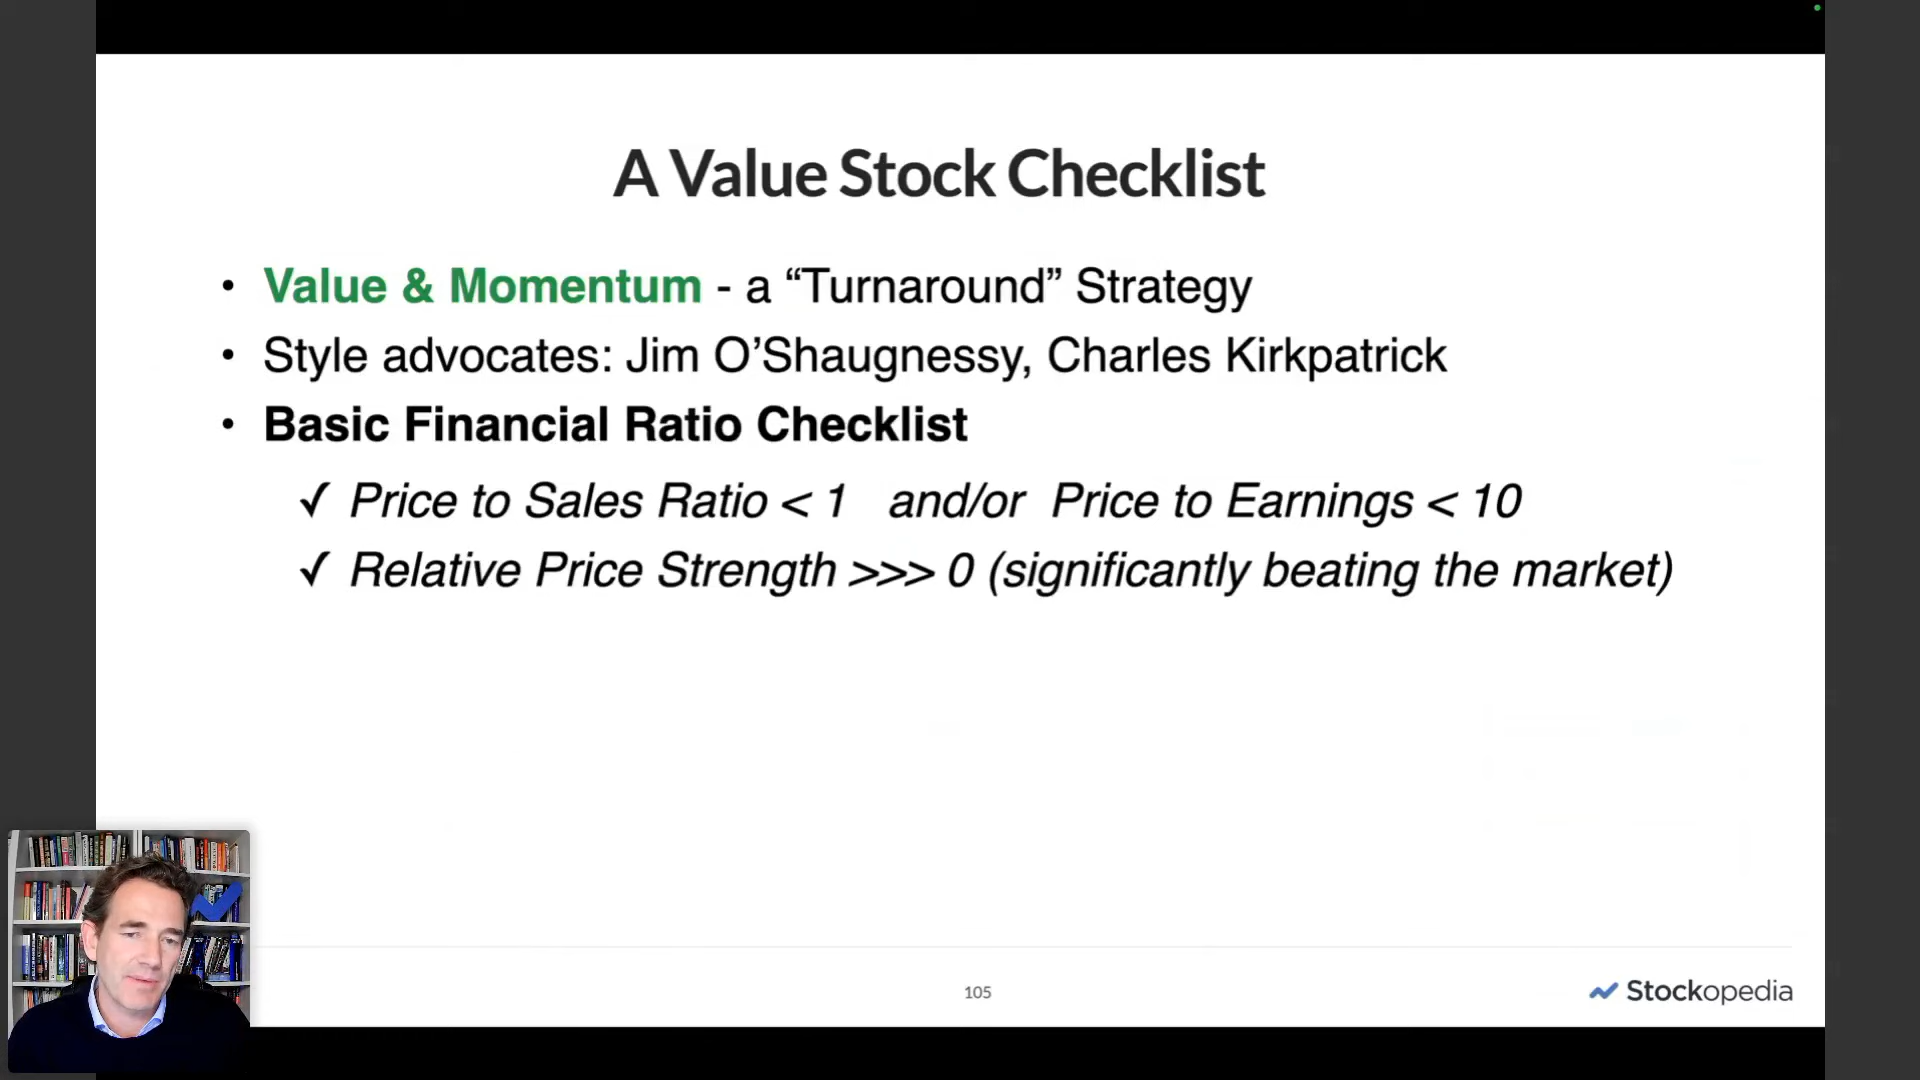 A Value Stock Checklist
• Value & Momentum - a “Turnaround” Strategy
• Style advocates: Jim O’Shaugnessy, Charles Kirkpatrick
• Basic Financial Ratio Checklist
✓ Price to Sales Ratio < 1 and/or Price to Earnings < 10
✓ Relative Price Strength >>> 0 (significantly beating the market)
105
Stockopedia